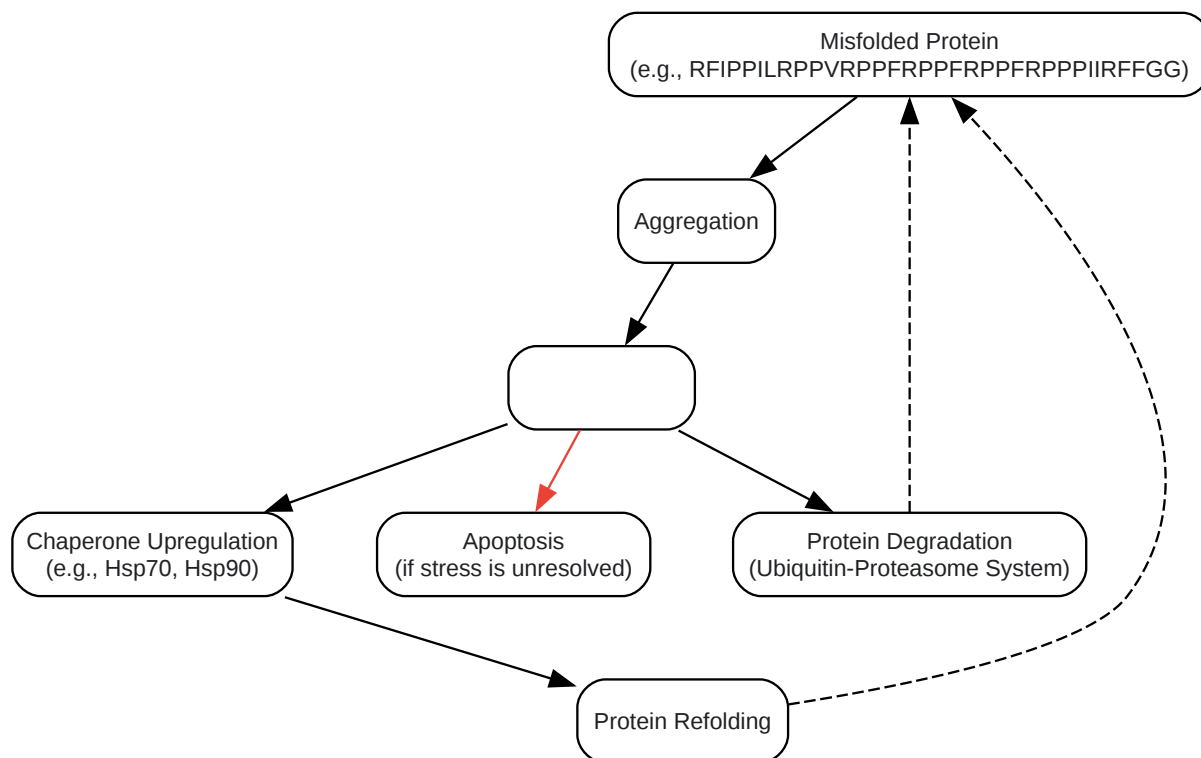 Misfolded Protein
(e.g., RFIPPILRPPVRPPFRPPFRPPFRPPPIIRFFGG)
Aggregation
Chaperone Upregulation
(e.g., Hsp70, Hsp90)
Apoptosis
(if stress is unresolved)
Protein Degradation
(Ubiquitin-Proteasome System)
Protein Refolding